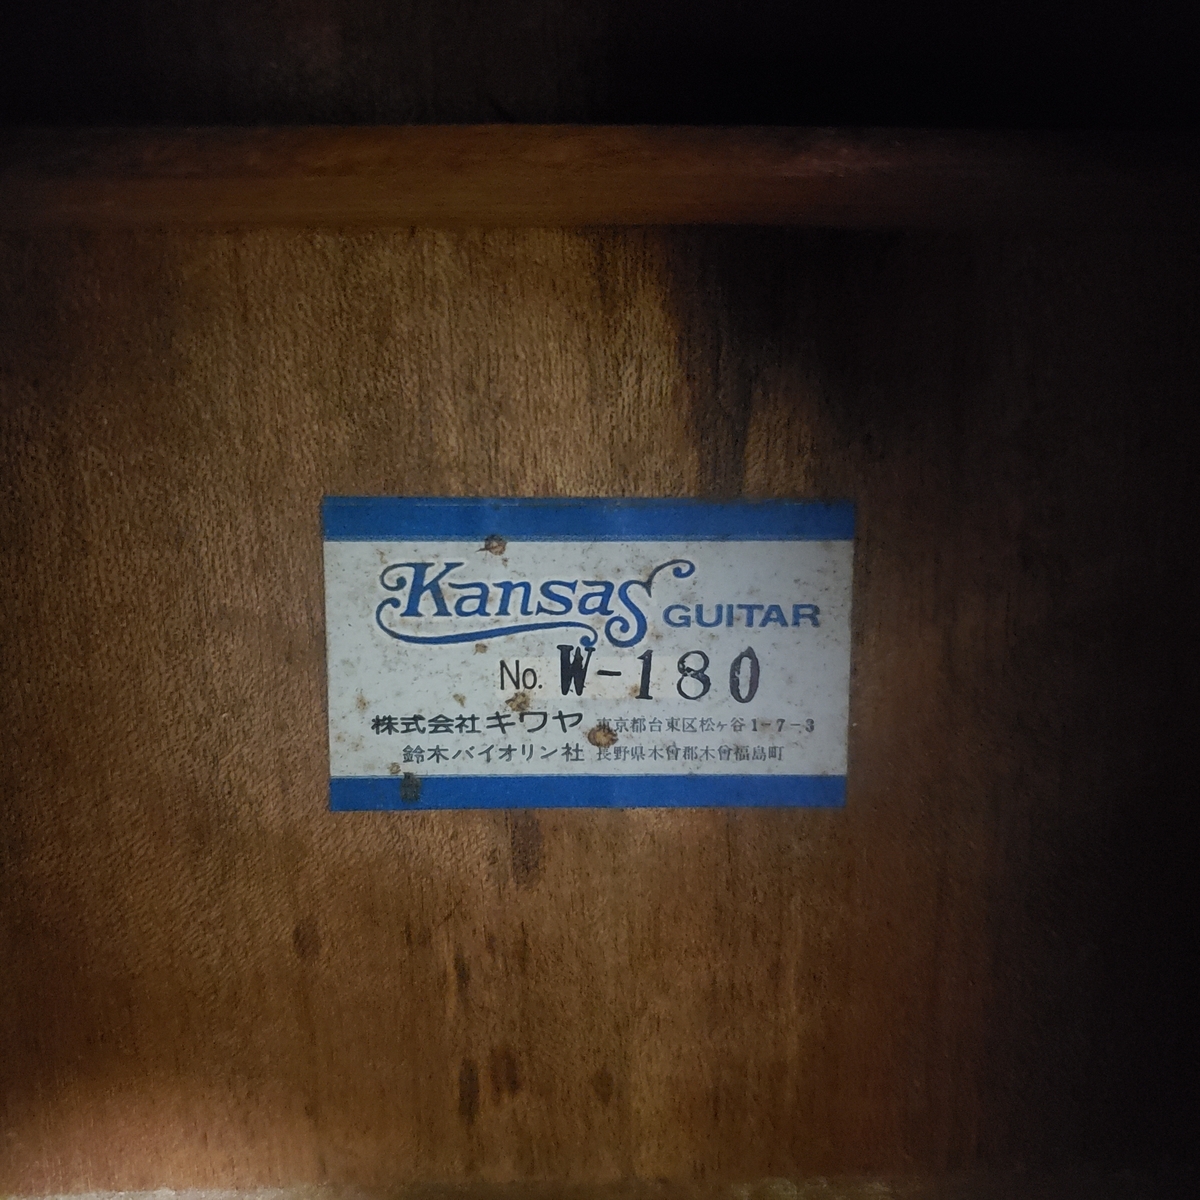 Kansas GUITAR
No. W-180
株式会社キワヤ 東京都台東区松ヶ谷1-7-3
鈴木バイオリン社 長野県木曾郡木曾福島町